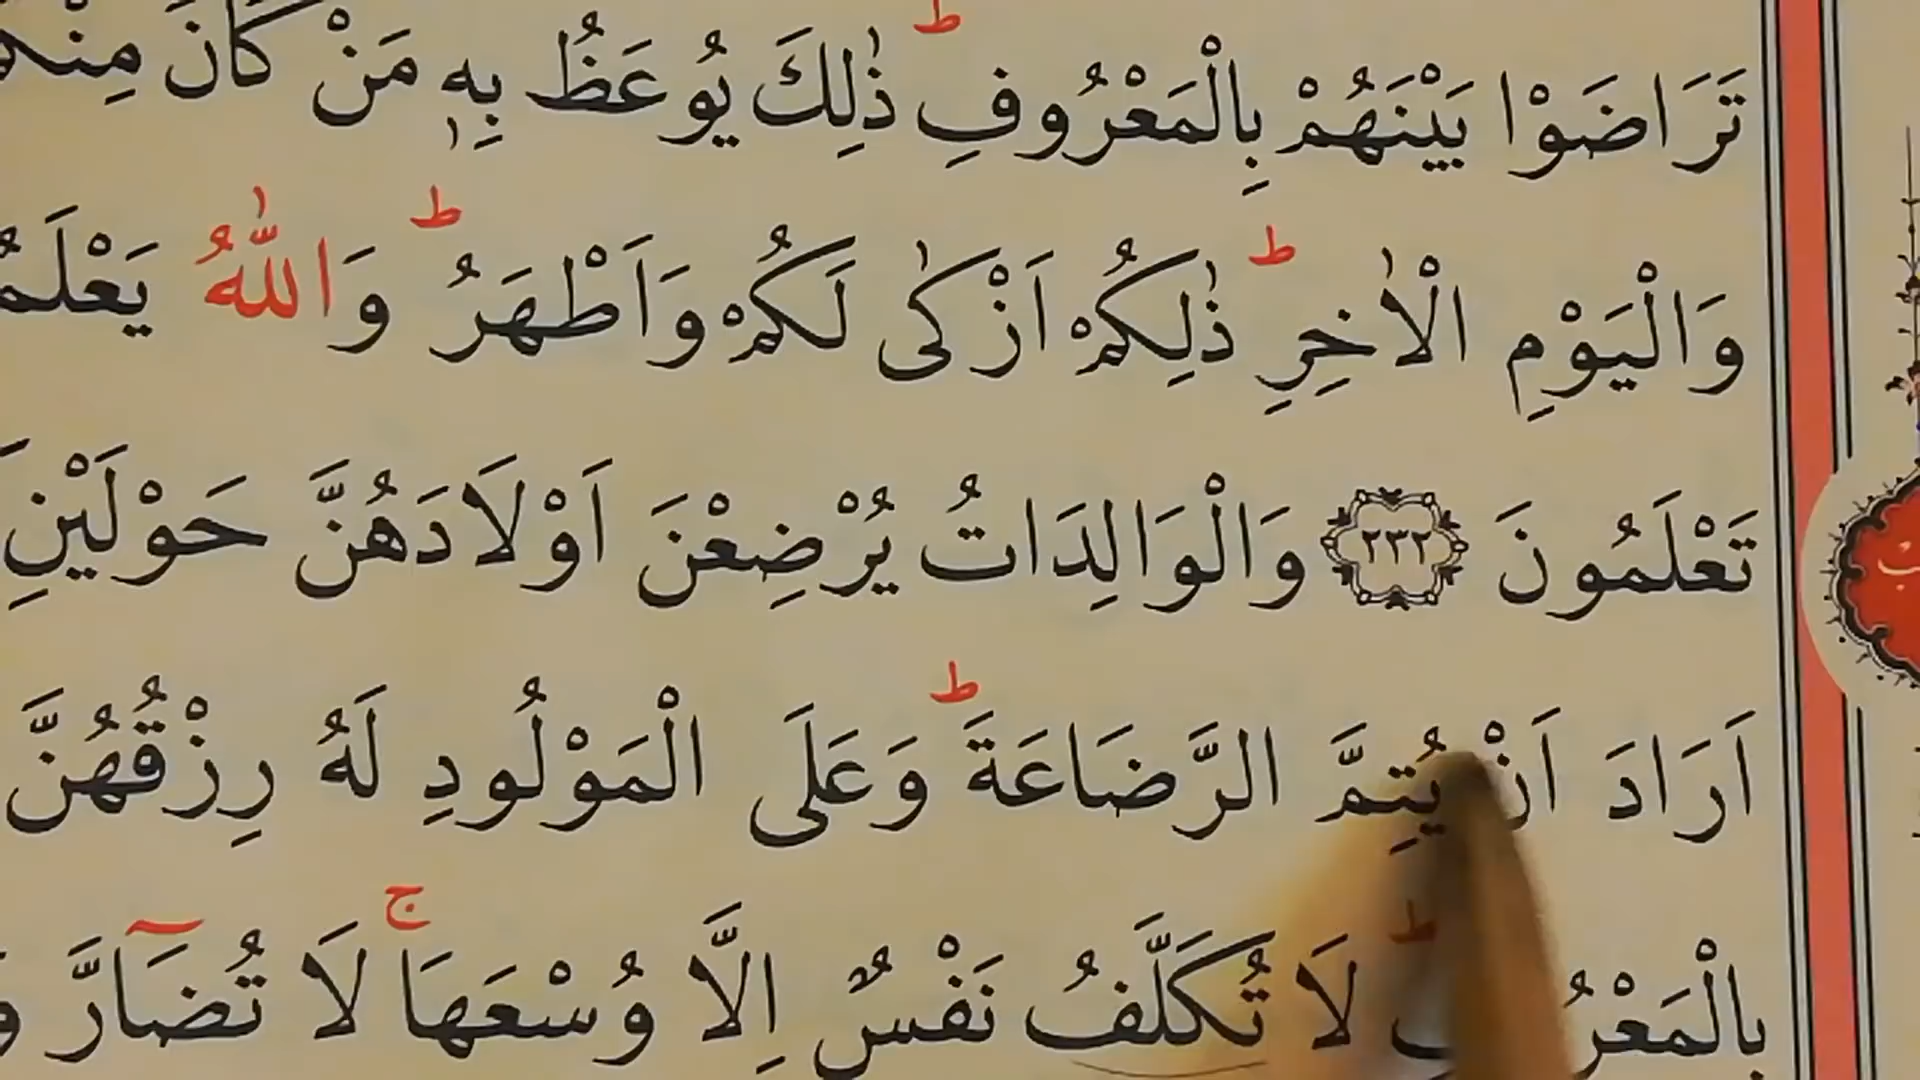 تَرَاضَوْا بَيْنَهُمْ بِالْمَعْرُوفِ ط ذٰلِكَ يُوعَظُ بِهٖ مَنْ كَانَ
وَالْيَوْمِ الْاٰخِرِ ط ذٰلِكُمْ اَزْكٰى لَكُمْ وَاَطْهَرُ ط وَاللّٰهُ يَعْلَمُ
تَعْلَمُونَ ﴿٢٣٢﴾ وَالْوَالِدَاتُ يُرْضِعْنَ اَوْلَادَهُنَّ حَوْلَيْنِ
اَرَادَ اَنْ يُتِمَّ الرَّضَاعَةَ ط وَعَلَى الْمَوْلُودِ لَهُ رِزْقُهُنَّ
لَا تُكَلَّفُ نَفْسٌ اِلَّا وُسْعَهَا ج لَا تُضَٓارَّ